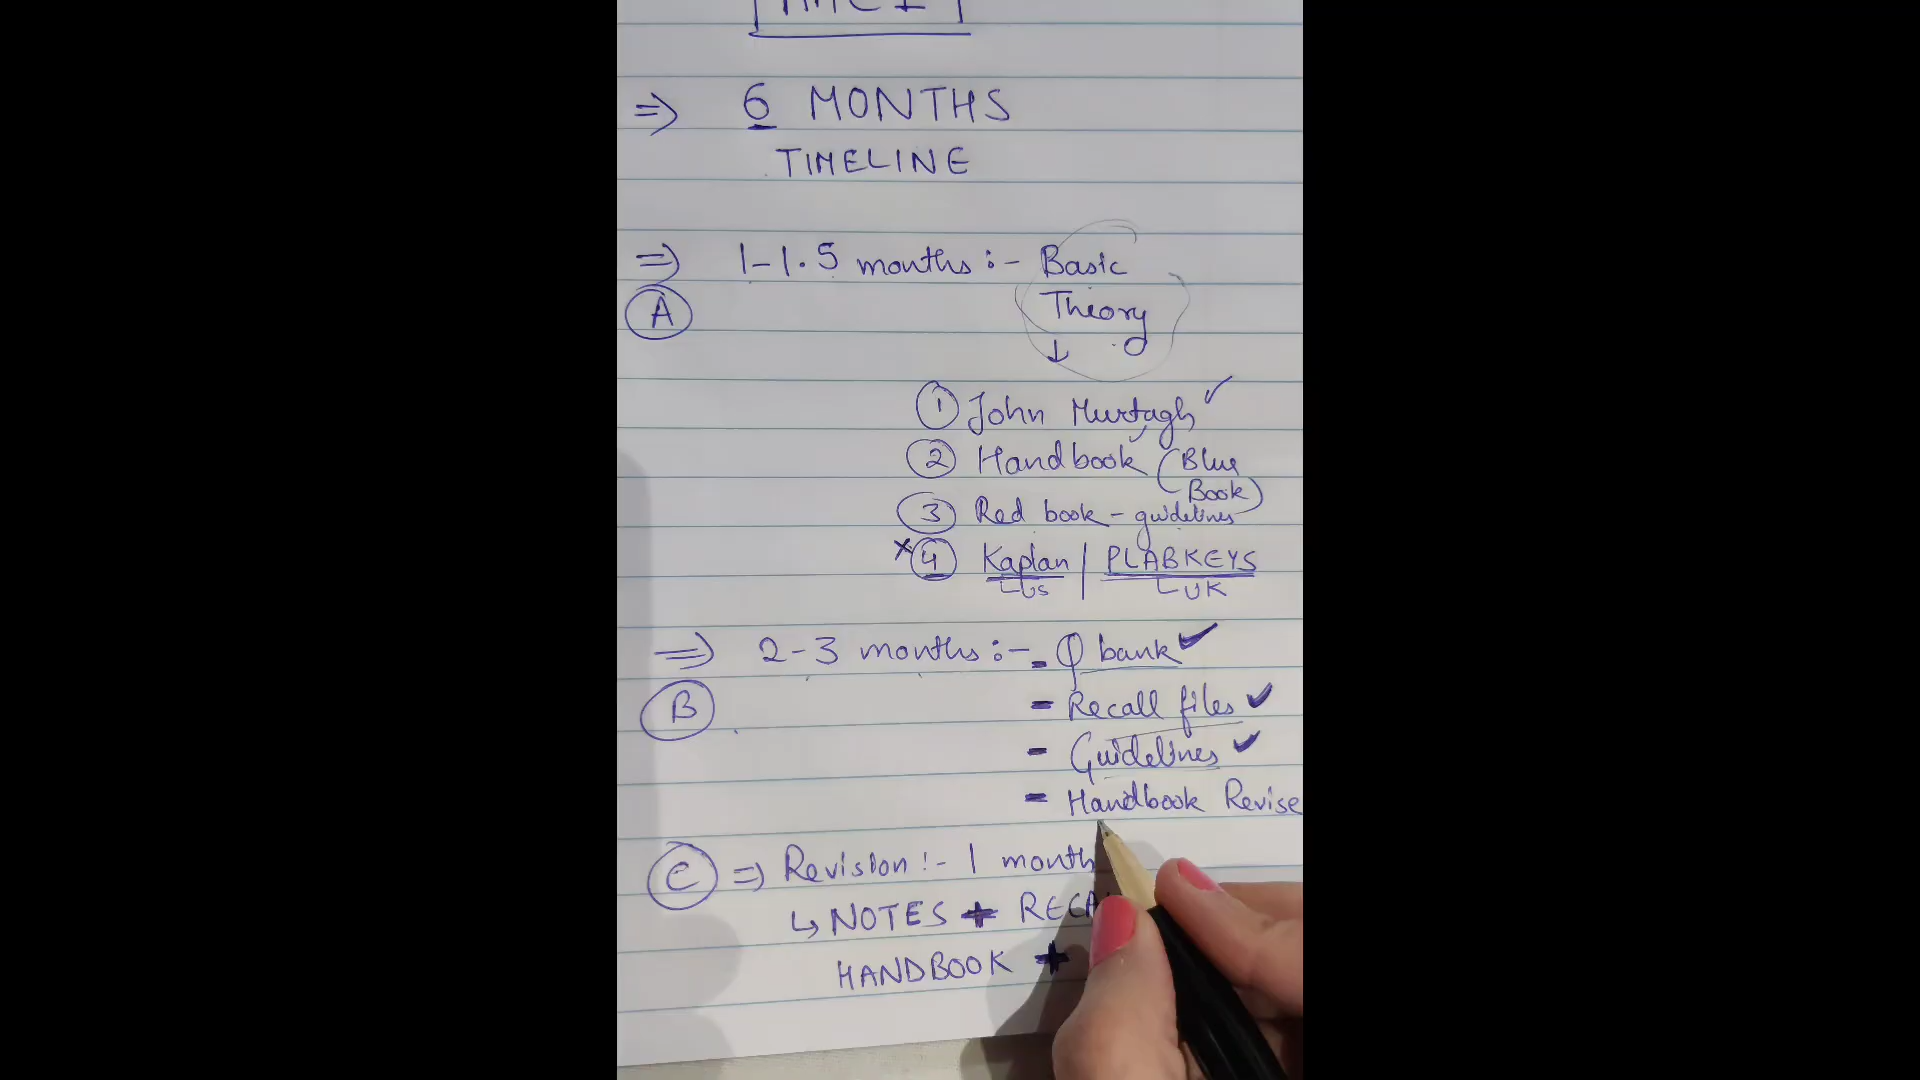 ⇒ 6 MONTHS
TIMELINE
⇒ 1-1.5 months :- Basic
A Theory
↓
1 John Murtagh ✓
2 Handbook (Blue
Book)
3 Red book - guidelines
x 4 Kaplan / PLABKEYS
US UK
⇒ 2-3 months :- - Q bank ✓
B - Recall files ✓
- Guidelines ✓
- Handbook Revise
C ⇒ Revision :- 1 month
↳ NOTES +
HANDBOOK +